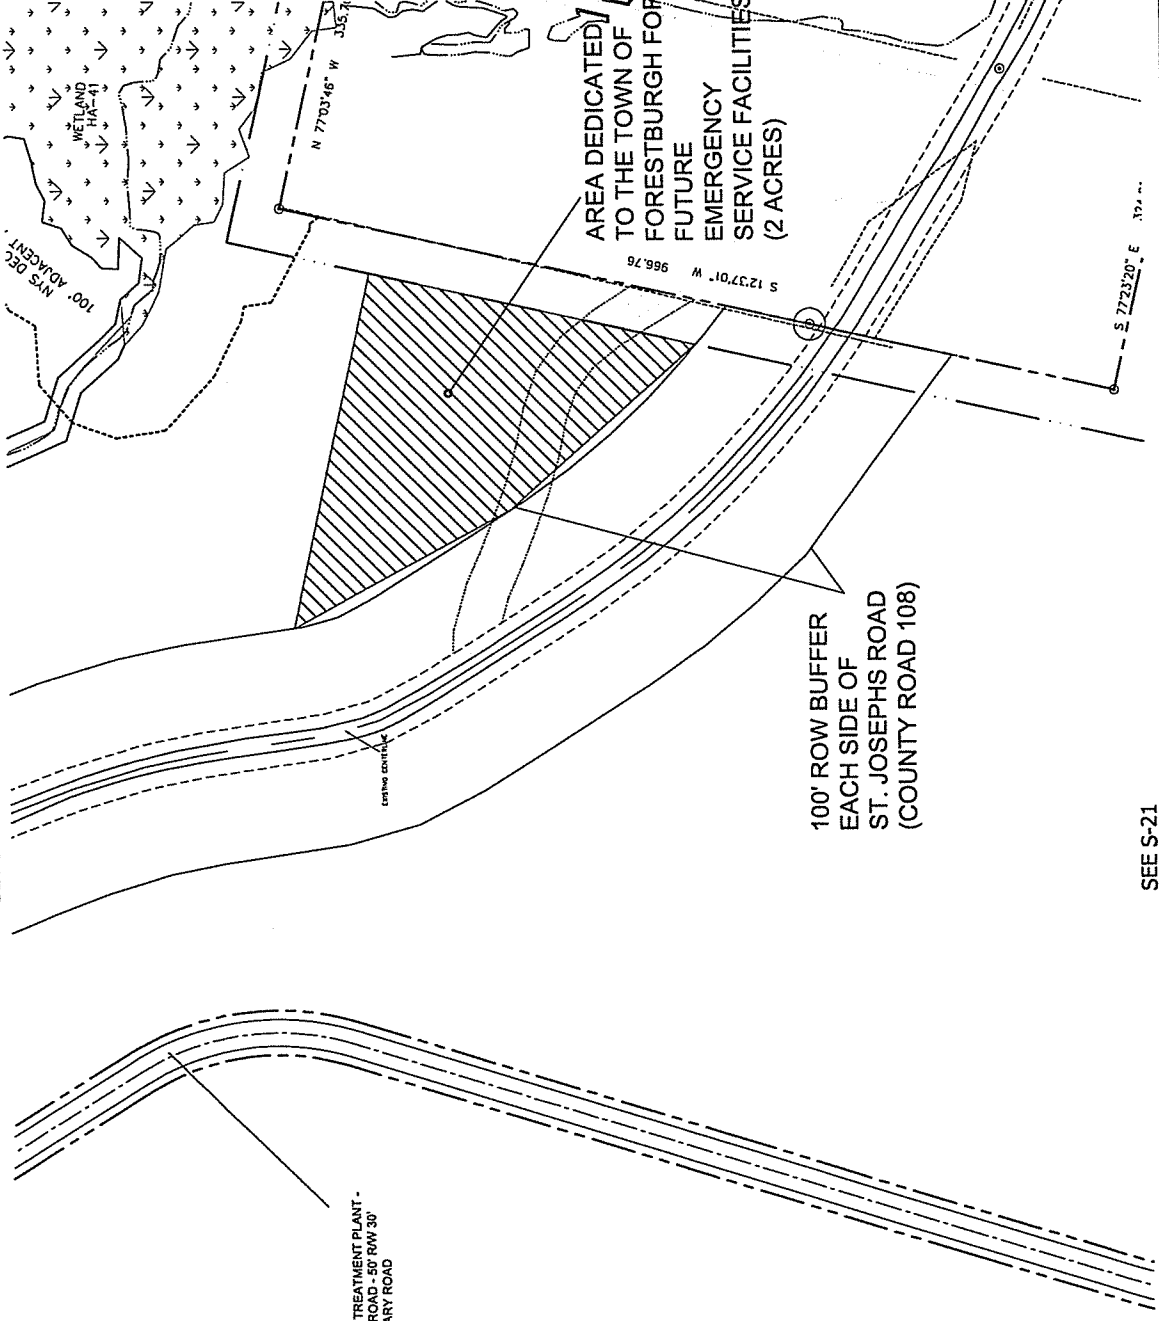 WETLAND
HA-41
NYS DEC
100' ADJACENT
N 77°03'46" W
335.7
AREA DEDICATED
TO THE TOWN OF
FORESTBURGH FOR
FUTURE
EMERGENCY
SERVICE FACILITIES
(2 ACRES)
S 12°37'01" W 966.76
S 77°23'20" E
EXISTING CENTERLINE
100' ROW BUFFER
EACH SIDE OF
ST. JOSEPHS ROAD
(COUNTY ROAD 108)
SEE S-21
TREATMENT PLANT -
ROAD - 50' R/W 30'
ARY ROAD